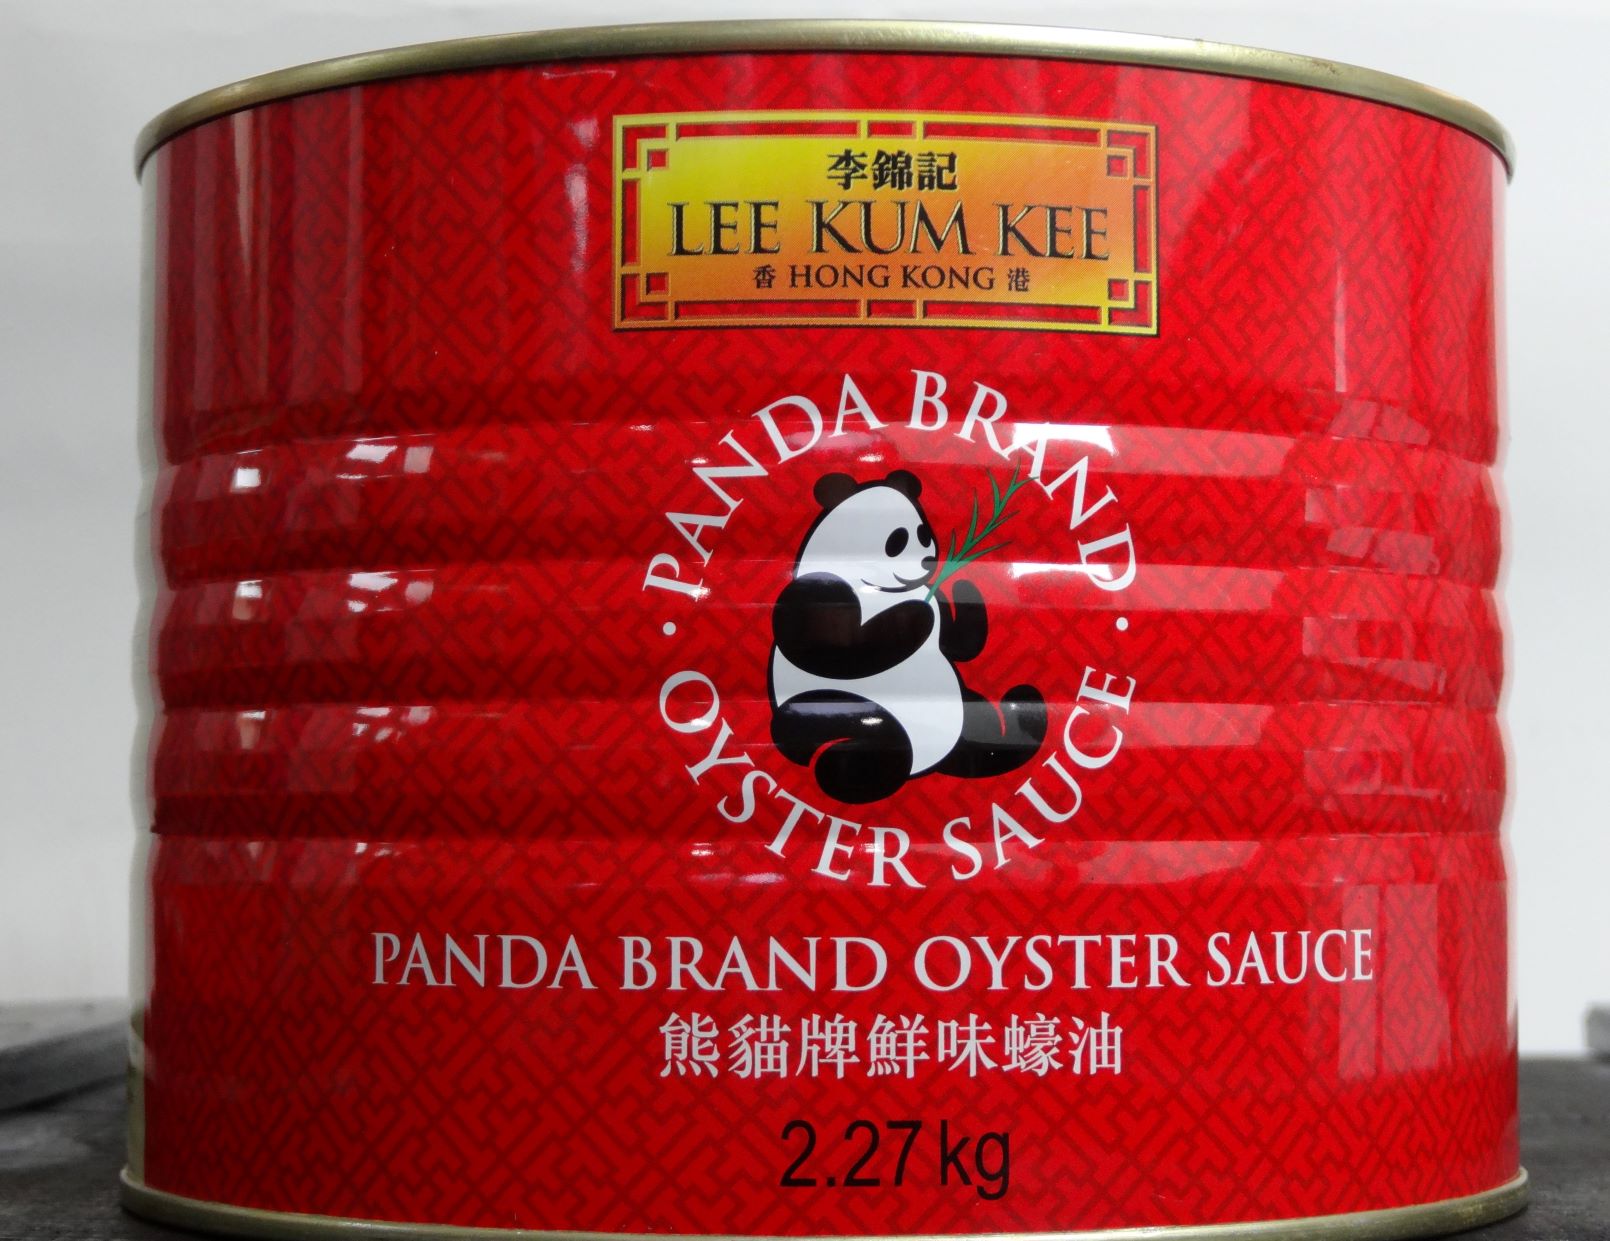 李錦記
LEE KUM KEE
香 HONG KONG 港
· PANDA BRAND ·
OYSTER SAUCE
PANDA BRAND OYSTER SAUCE
熊貓牌鮮味蠔油
2.27 kg